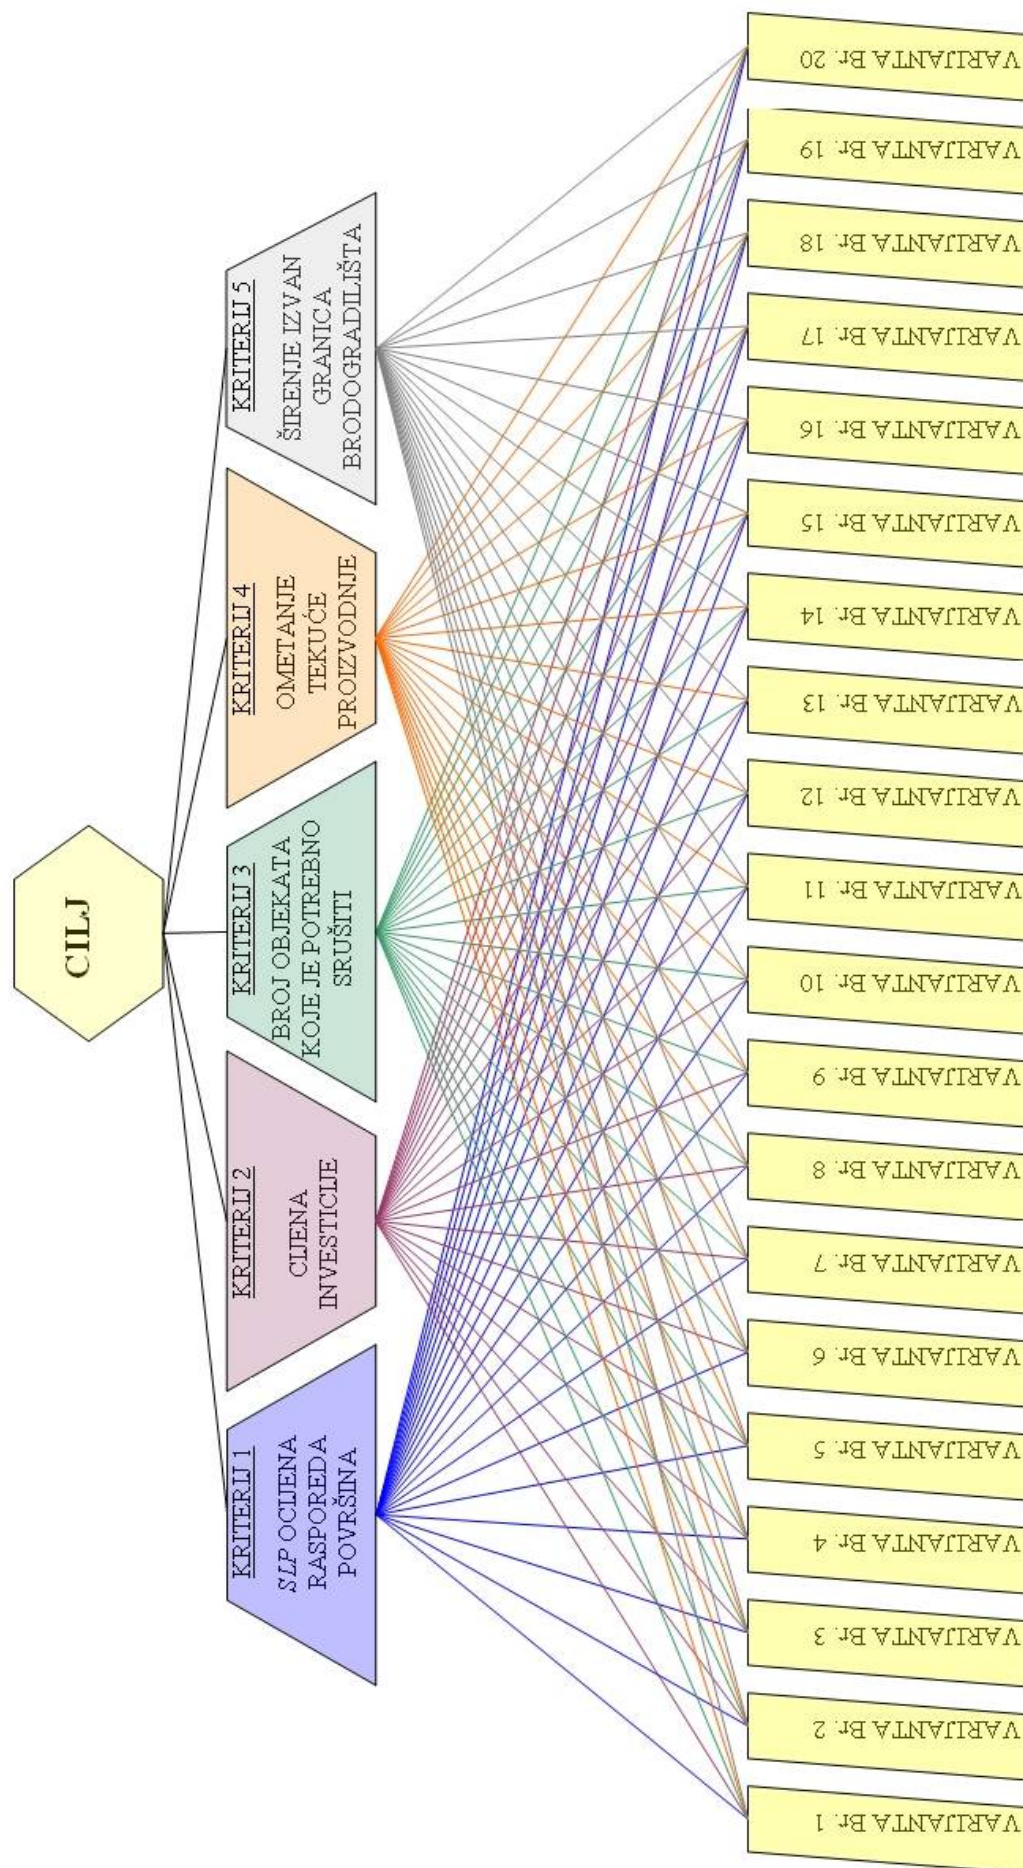 CILJ
KRITERIJ 1
SLP OCIJENA
RASPOREDA
POVRŠINA
KRITERIJ 2
CIJENA
INVESTICIJE
KRITERIJ 3
BROJ OBJEKATA
KOJE JE POTREBNO
SRUŠITI
KRITERIJ 4
OMETANJE
TEKUĆE
PROIZVODNJE
KRITERIJ 5
ŠIRENJE IZVAN
GRANICA
BRODOGRADILIŠTA
VARIJANTA Br. 1
VARIJANTA Br. 2
VARIJANTA Br. 3
VARIJANTA Br. 4
VARIJANTA Br. 5
VARIJANTA Br. 6
VARIJANTA Br. 7
VARIJANTA Br. 8
VARIJANTA Br. 9
VARIJANTA Br. 10
VARIJANTA Br. 11
VARIJANTA Br. 12
VARIJANTA Br. 13
VARIJANTA Br. 14
VARIJANTA Br. 15
VARIJANTA Br. 16
VARIJANTA Br. 17
VARIJANTA Br. 18
VARIJANTA Br. 19
VARIJANTA Br. 20